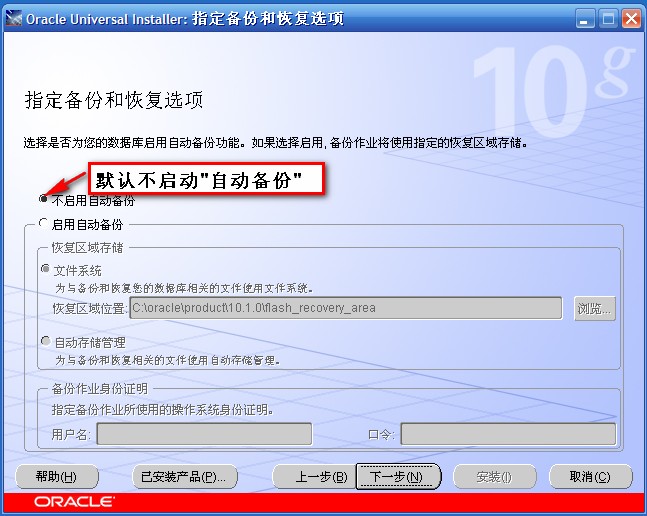 Oracle Universal Installer: 指定备份和恢复选项
10g
指定备份和恢复选项
选择是否为您的数据库启用自动备份功能。如果选择启用, 备份作业将使用指定的恢复区域存储。
默认不启动"自动备份"
不启用自动备份
启用自动备份
恢复区域存储
文件系统
为与备份和恢复您的数据库相关的文件使用文件系统。
恢复区域位置: C:\oracle\product\10.1.0\flash_recovery_area 浏览...
自动存储管理
为与备份和恢复相关的文件使用自动存储管理。
备份作业身份证明
指定备份作业所使用的操作系统身份证明。
用户名: 口令:
帮助(H) 已安装产品(P)... 上一步(B) 下一步(N) 安装(I) 取消(C)
ORACLE